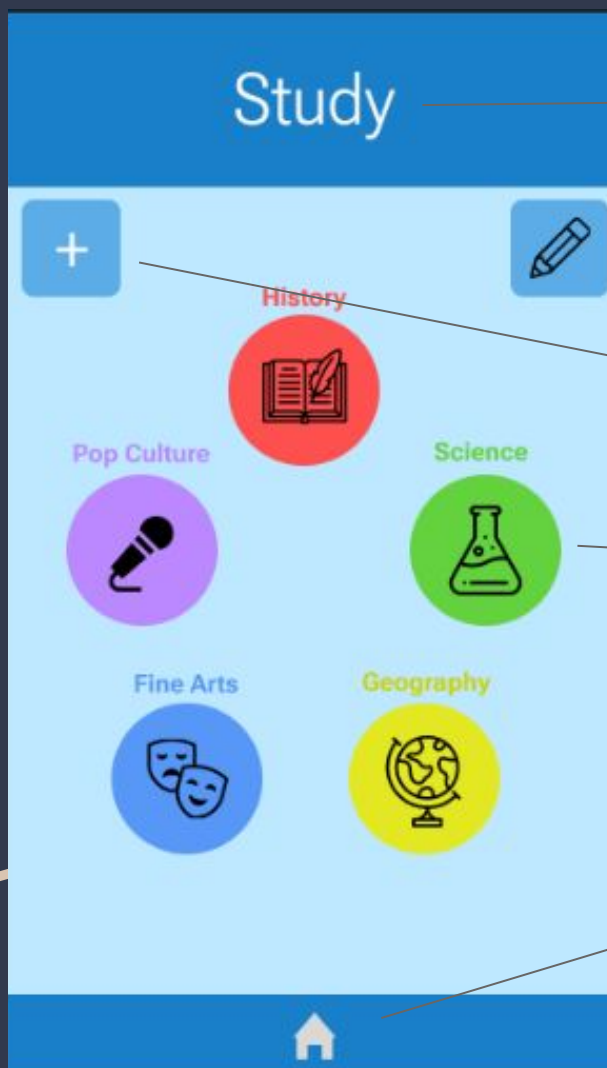 Study
+
History
Pop Culture
Science
Fine Arts
Geography